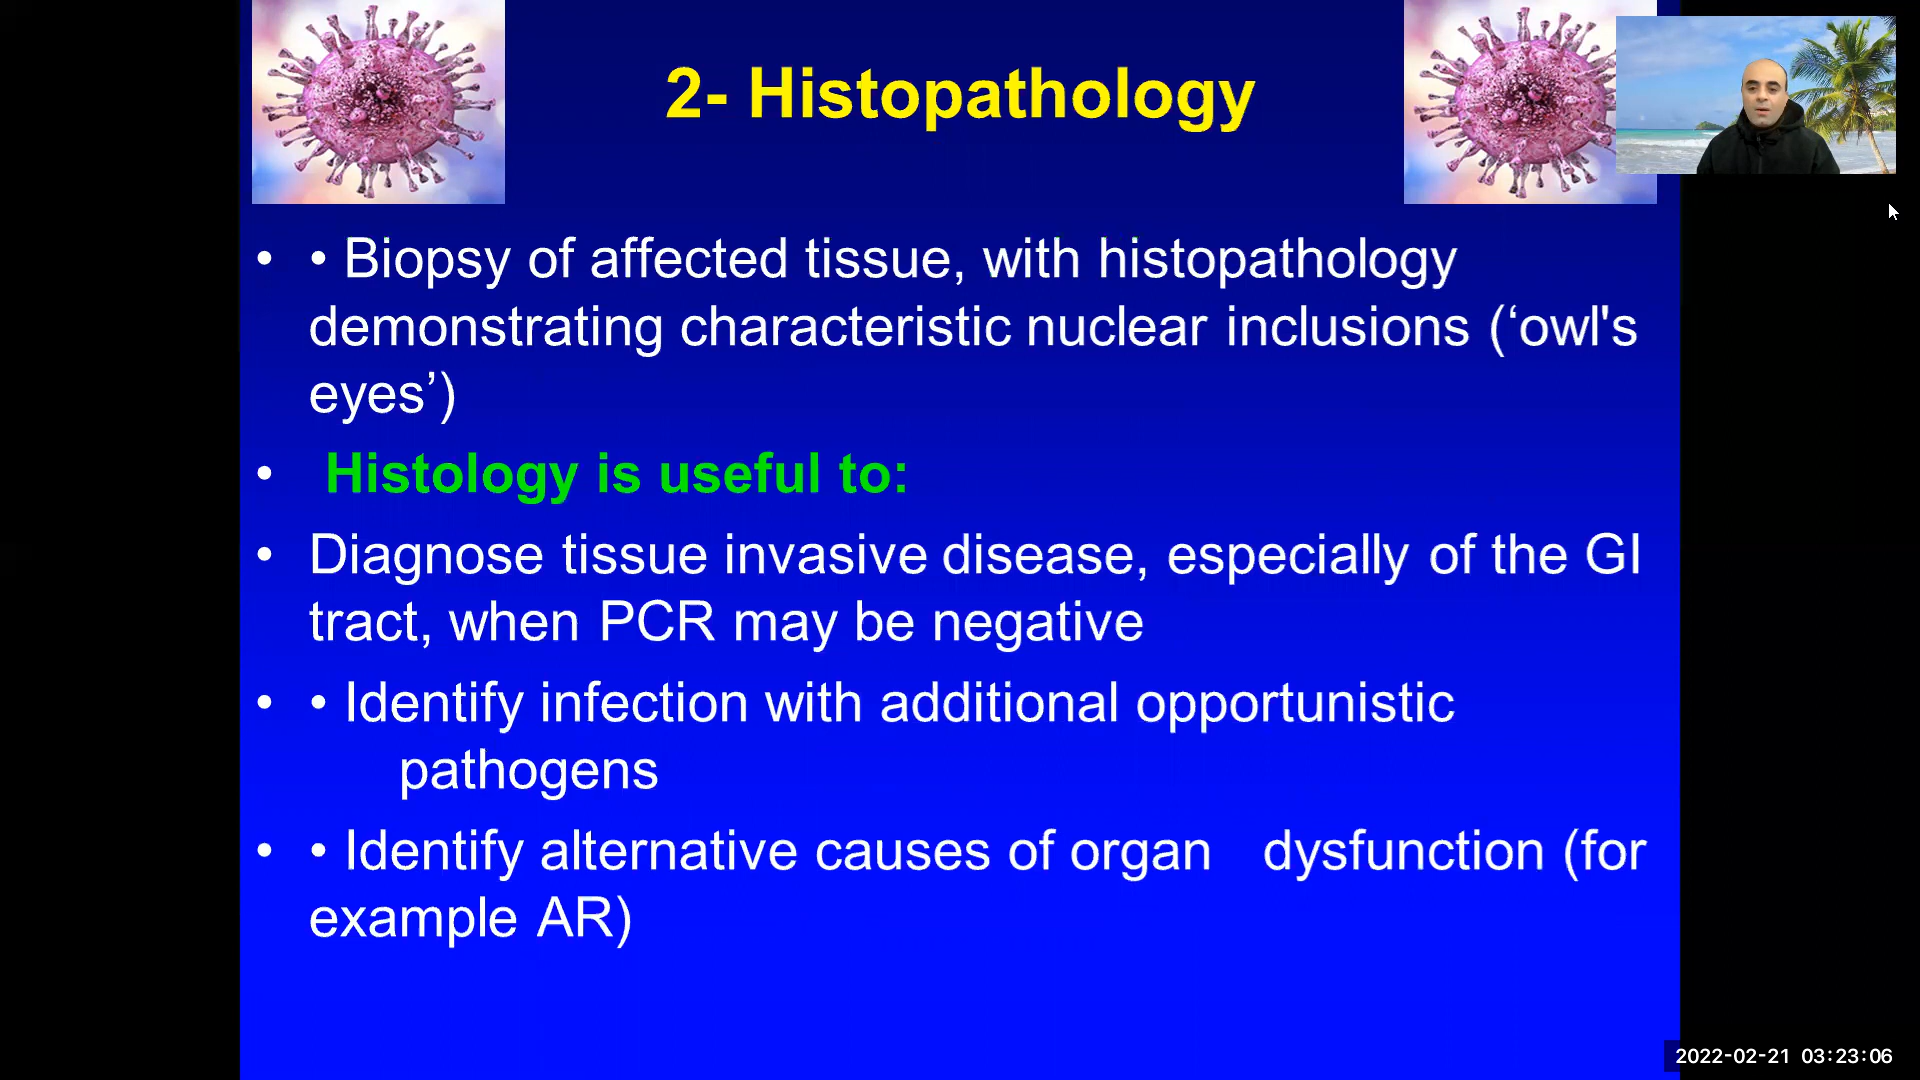 2- Histopathology
• • Biopsy of affected tissue, with histopathology
demonstrating characteristic nuclear inclusions (‘owl's
eyes’)
• Histology is useful to:
• Diagnose tissue invasive disease, especially of the GI
tract, when PCR may be negative
• • Identify infection with additional opportunistic
pathogens
• • Identify alternative causes of organ dysfunction (for
example AR)
2022-02-21 03:23:06